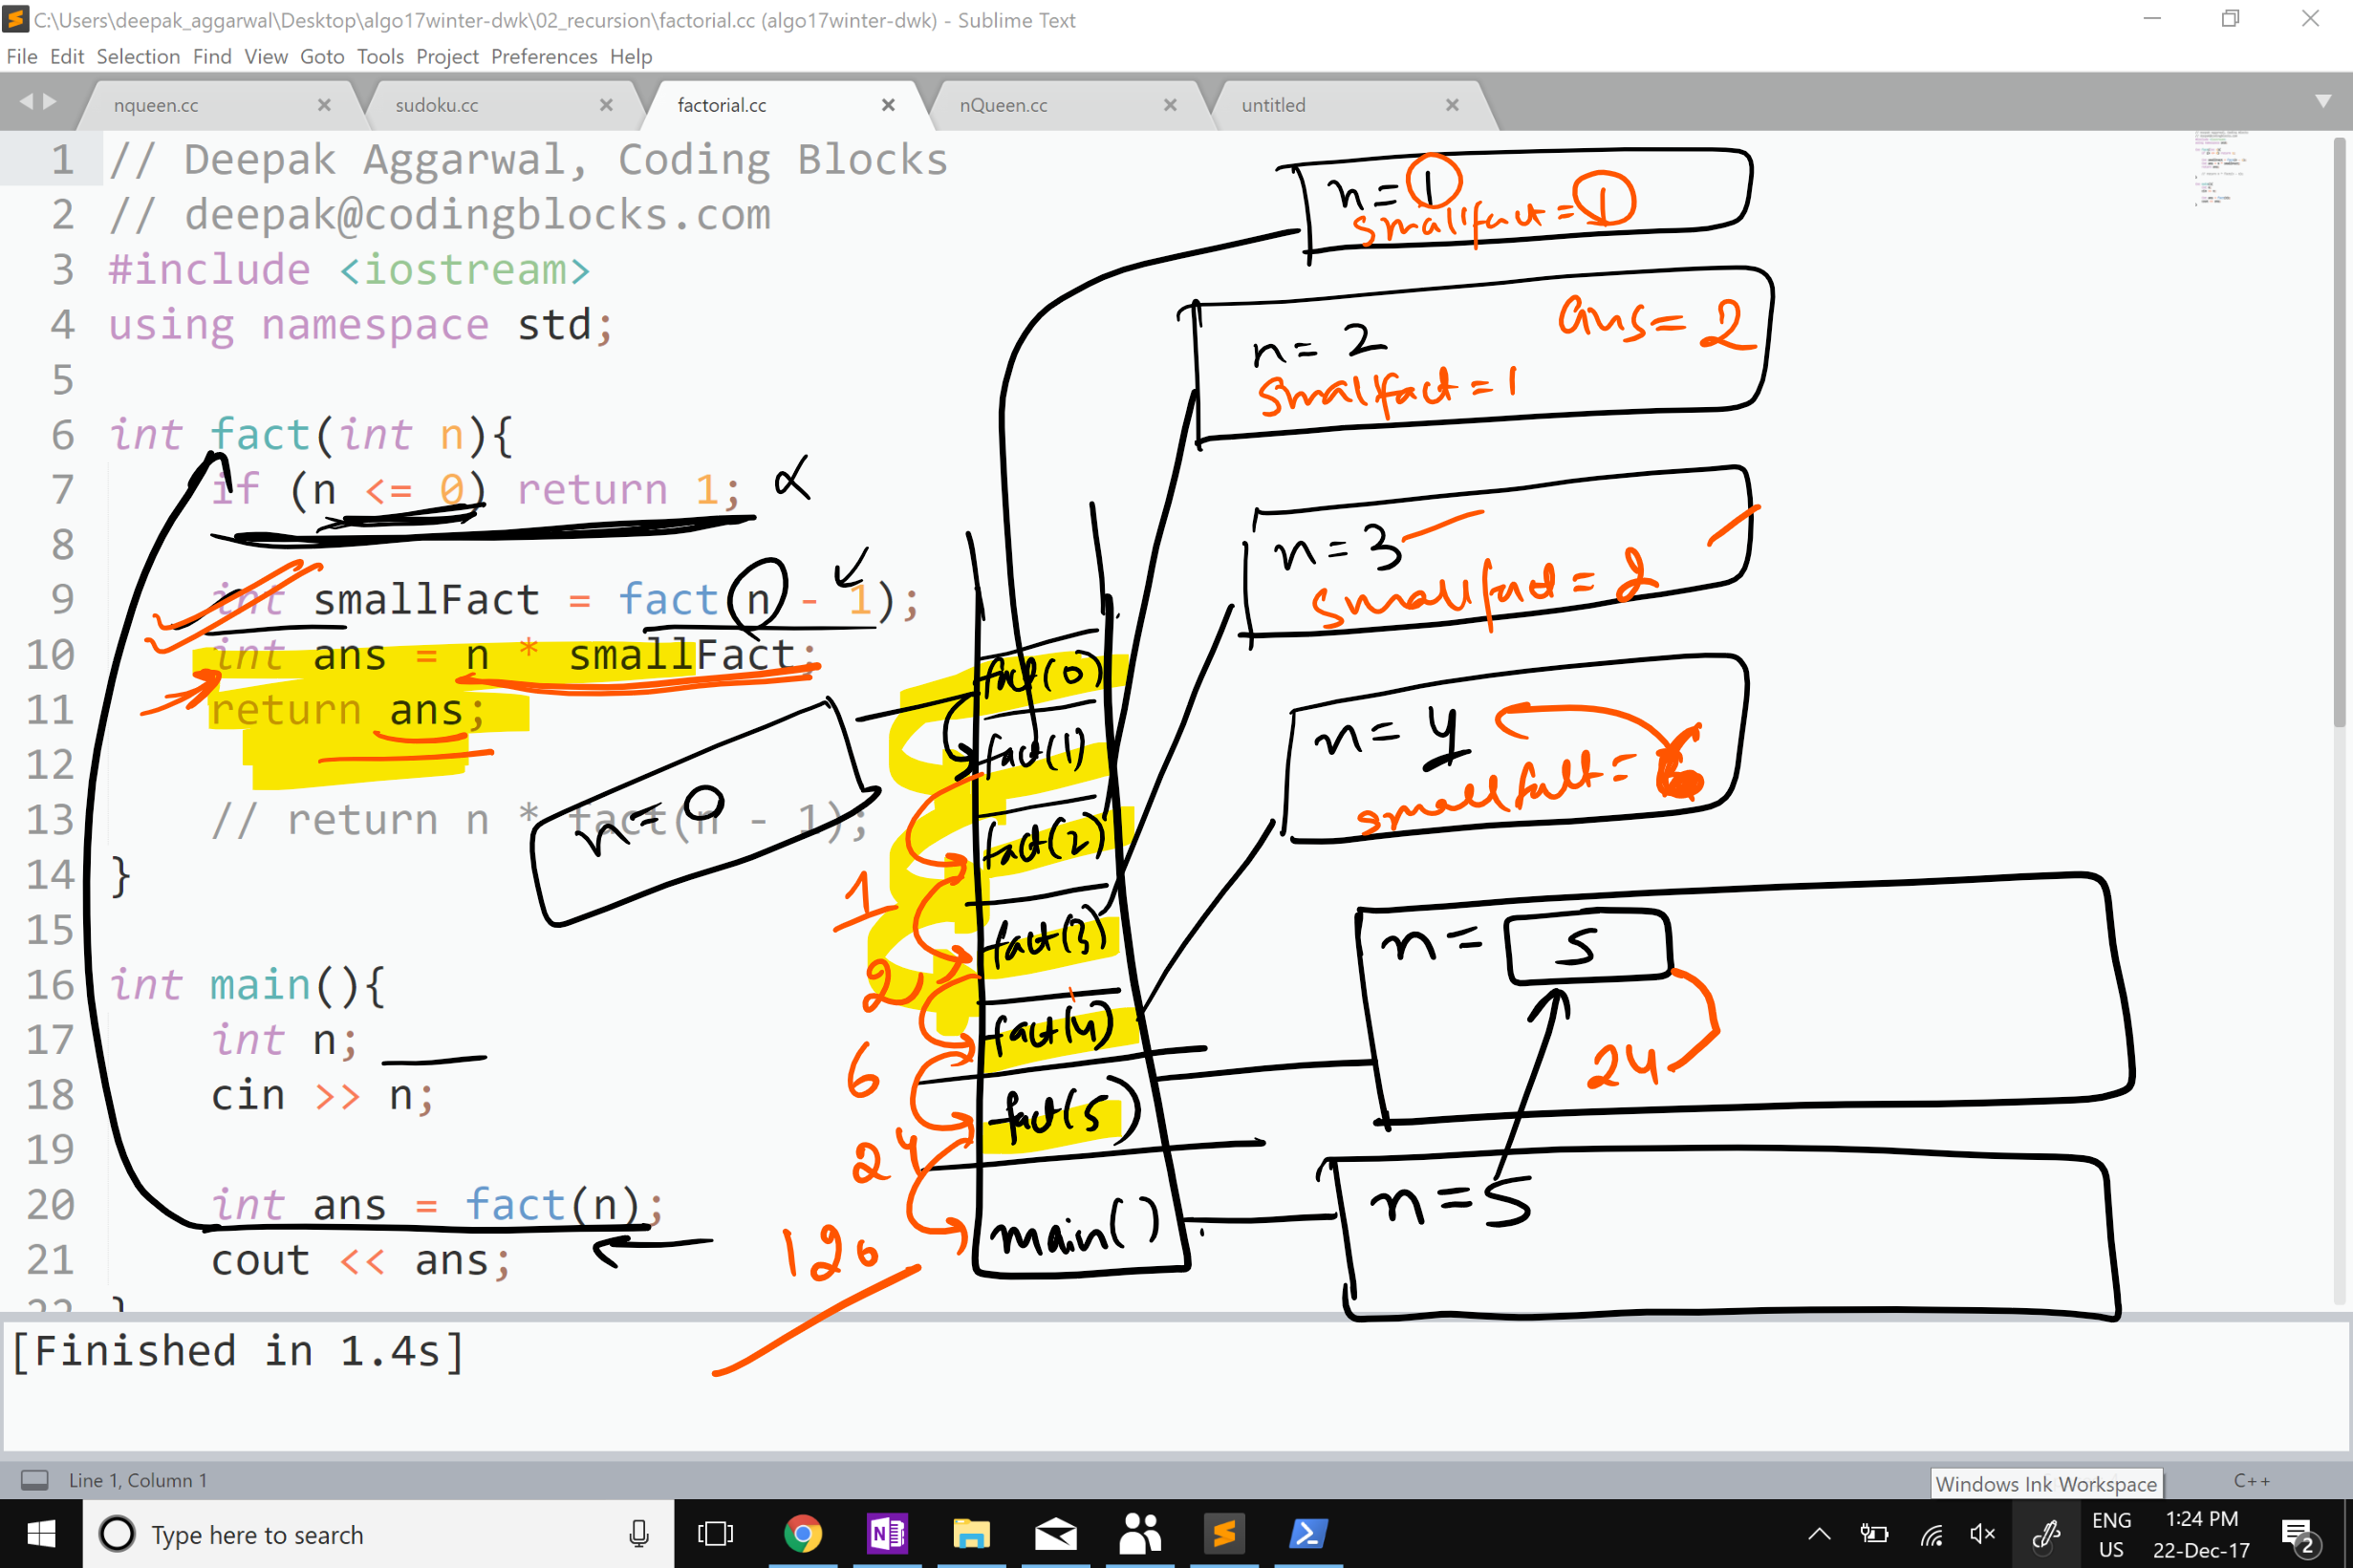 C:\Users\deepak_aggarwal\Desktop\algo17winter-dwk\02_recursion\factorial.cc (algo17winter-dwk) - Sublime Text
File Edit Selection Find View Goto Tools Project Preferences Help
nqueen.cc sudoku.cc factorial.cc nQueen.cc untitled
1 // Deepak Aggarwal, Coding Blocks
2 // deepak@codingblocks.com
3 #include <iostream>
4 using namespace std;
5
6 int fact(int n){
7 if (n <= 0) return 1;
8
9 int smallFact = fact(n - 1);
10 int ans = n * smallFact;
11 return ans;
12
13 // return n * fact(n - 1);
14 }
15
16 int main(){
17 int n;
18 cin >> n;
19
20 int ans = fact(n);
21 cout << ans;
22 }
n = 1
smallfact = 1
n = 2
ans = 2
smallfact = 1
n = 3
smallfact = 2
n = 4
smallfact = 6
n = 5
24
n = 5
n = 0
fact(0)
fact(1)
fact(2)
fact(3)
fact(4)
fact(5)
main()
1
2
6
24
120
[Finished in 1.4s]
Line 1, Column 1
Windows Ink Workspace
C++
Type here to search
ENG
US
1:24 PM
22-Dec-17
2